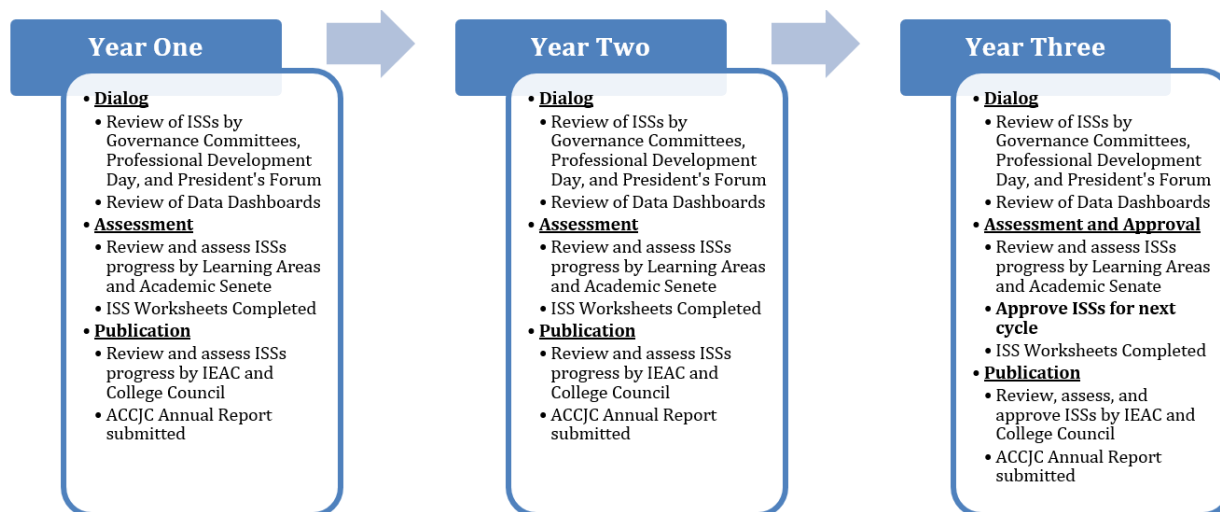 Year One
• Dialog
• Review of ISSs by
Governance Committees,
Professional Development
Day, and President's Forum
• Review of Data Dashboards
• Assessment
• Review and assess ISSs
progress by Learning Areas
and Academic Senete
• ISS Worksheets Completed
• Publication
• Review and assess ISSs
progress by IEAC and
College Council
• ACCJC Annual Report
submitted
Year Two
• Dialog
• Review of ISSs by
Governance Committees,
Professional Development
Day, and President's Forum
• Review of Data Dashboards
• Assessment
• Review and assess ISSs
progress by Learning Areas
and Academic Senete
• ISS Worksheets Completed
• Publication
• Review and assess ISSs
progress by IEAC and
College Council
• ACCJC Annual Report
submitted
Year Three
• Dialog
• Review of ISSs by
Governance Committees,
Professional Development
Day, and President's Forum
• Review of Data Dashboards
• Assessment and Approval
• Review and assess ISSs
progress by Learning Areas
and Academic Senate
• Approve ISSs for next
cycle
• ISS Worksheets Completed
• Publication
• Review, assess, and
approve ISSs by IEAC and
College Council
• ACCJC Annual Report
submitted